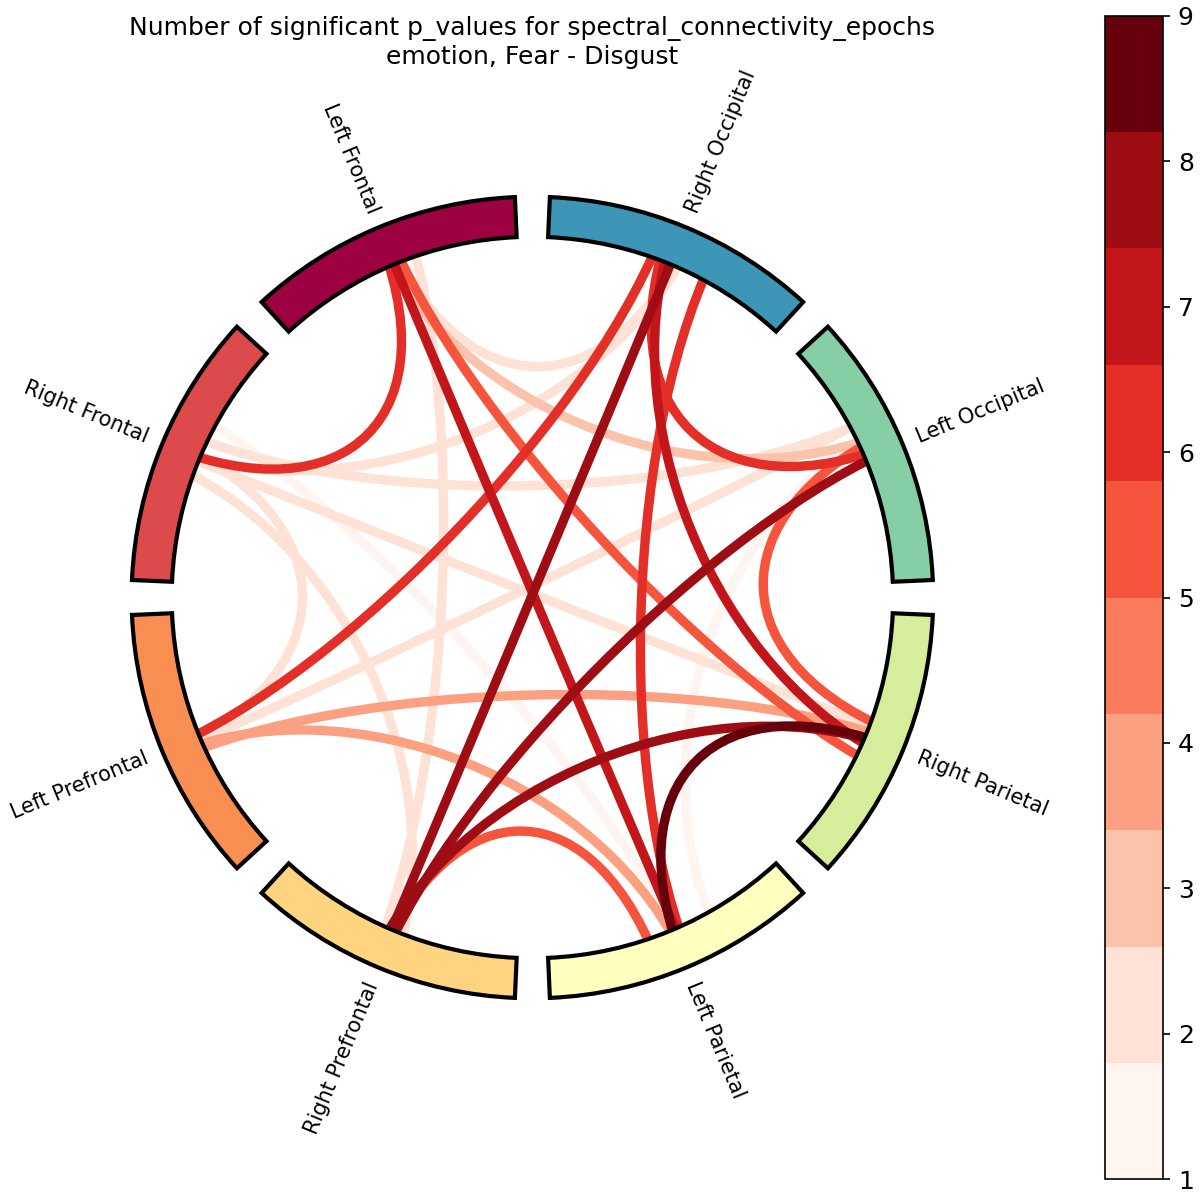 Number of significant p_values for spectral_connectivity_epochs
emotion, Fear - Disgust
Left Frontal
Right Occipital
Right Frontal
Left Occipital
Left Prefrontal
Right Parietal
Right Prefrontal
Left Parietal
9
8
7
6
5
4
3
2
1